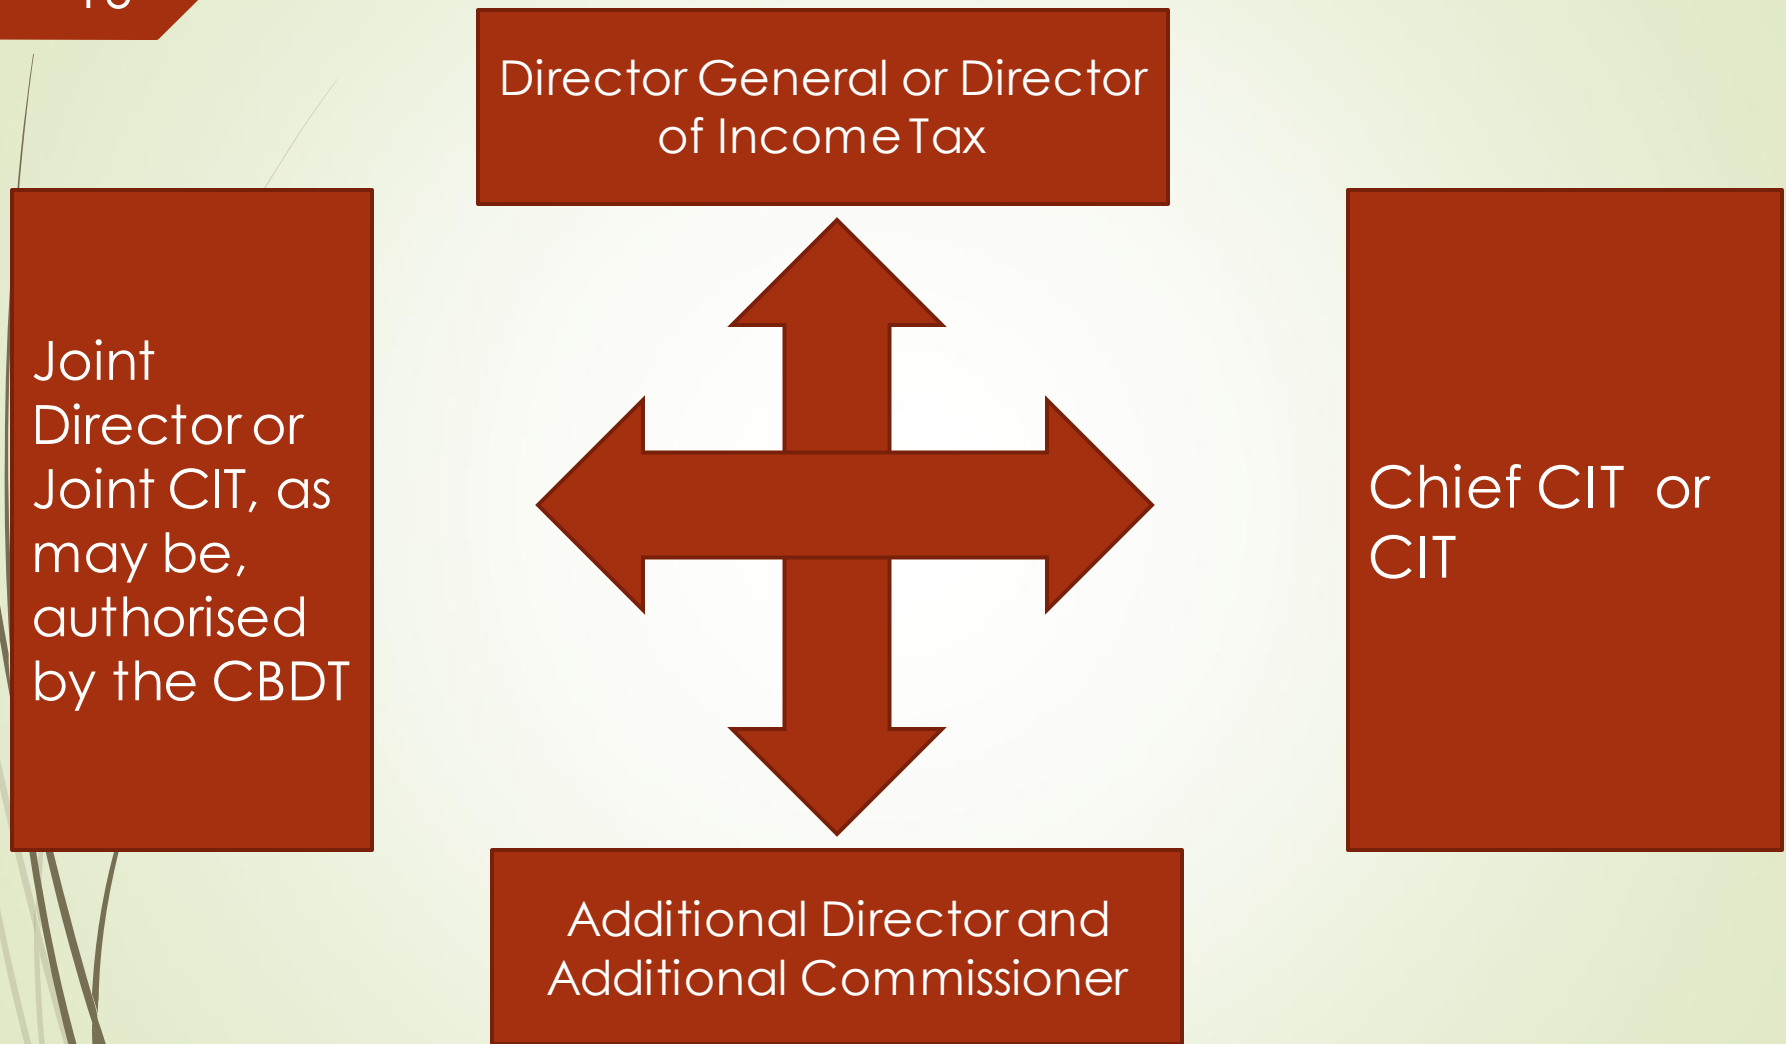 Director General or Director
of Income Tax
Joint
Director or
Joint CIT, as
may be,
authorised
by the CBDT
Chief CIT or
CIT
Additional Director and
Additional Commissioner